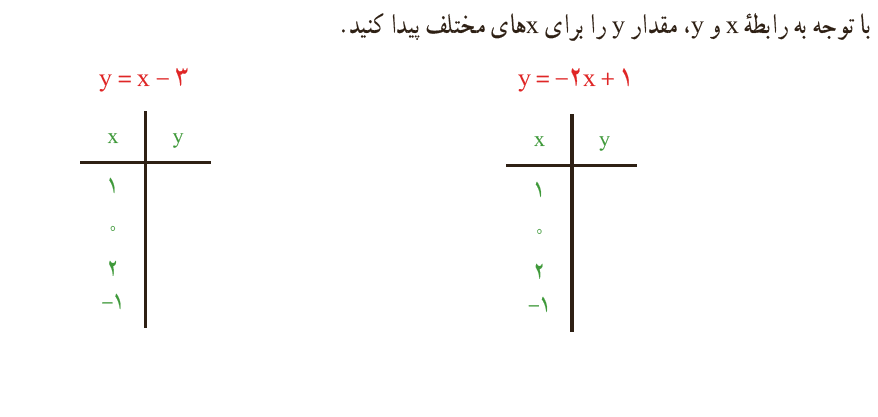 با توجه به رابطهٔ x و y، مقدار y را برای xهای مختلف پیدا کنید.
y = −۲x + ۱
x y
۱
۰
۲
−۱
y = x − ۳
x y
۱
۰
۲
−۱